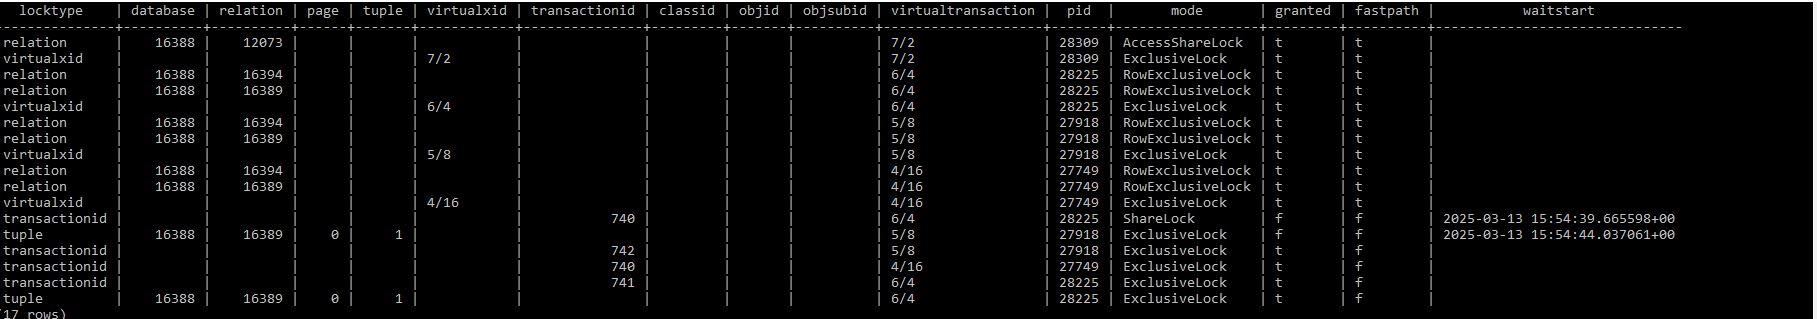 locktype    | database | relation | page | tuple | virtualxid | transactionid | classid | objid | objsubid | virtualtransaction |  pid  |       mode       | granted | fastpath |           waitstart
--------------+----------+----------+------+-------+------------+---------------+---------+-------+----------+--------------------+-------+------------------+---------+----------+-------------------------------
relation      |    16388 |    12073 |      |       |            |               |         |       |          | 7/2                | 28309 | AccessShareLock  | t       | t        |
virtualxid    |          |          |      |       | 7/2        |               |         |       |          | 7/2                | 28309 | ExclusiveLock    | t       | t        |
relation      |    16388 |    16394 |      |       |            |               |         |       |          | 6/4                | 28225 | RowExclusiveLock | t       | t        |
relation      |    16388 |    16389 |      |       |            |               |         |       |          | 6/4                | 28225 | RowExclusiveLock | t       | t        |
virtualxid    |          |          |      |       | 6/4        |               |         |       |          | 6/4                | 28225 | ExclusiveLock    | t       | t        |
relation      |    16388 |    16394 |      |       |            |               |         |       |          | 5/8                | 27918 | RowExclusiveLock | t       | t        |
relation      |    16388 |    16389 |      |       |            |               |         |       |          | 5/8                | 27918 | RowExclusiveLock | t       | t        |
virtualxid    |          |          |      |       | 5/8        |               |         |       |          | 5/8                | 27918 | ExclusiveLock    | t       | t        |
relation      |    16388 |    16394 |      |       |            |               |         |       |          | 4/16               | 27749 | RowExclusiveLock | t       | t        |
relation      |    16388 |    16389 |      |       |            |               |         |       |          | 4/16               | 27749 | RowExclusiveLock | t       | t        |
virtualxid    |          |          |      |       | 4/16       |               |         |       |          | 4/16               | 27749 | ExclusiveLock    | t       | t        |
transactionid |          |          |      |       |            |           740 |         |       |          | 6/4                | 28225 | ShareLock        | f       | f        | 2025-03-13 15:54:39.665598+00
tuple         |    16388 |    16389 |    0 |     1 |            |               |         |       |          | 5/8                | 27918 | ExclusiveLock    | f       | f        | 2025-03-13 15:54:44.037061+00
transactionid |          |          |      |       |            |           742 |         |       |          | 5/8                | 27918 | ExclusiveLock    | t       | f        |
transactionid |          |          |      |       |            |           740 |         |       |          | 4/16               | 27749 | ExclusiveLock    | t       | f        |
transactionid |          |          |      |       |            |           741 |         |       |          | 6/4                | 28225 | ExclusiveLock    | t       | f        |
tuple         |    16388 |    16389 |    0 |     1 |            |               |         |       |          | 6/4                | 28225 | ExclusiveLock    | t       | f        |
(17 rows)